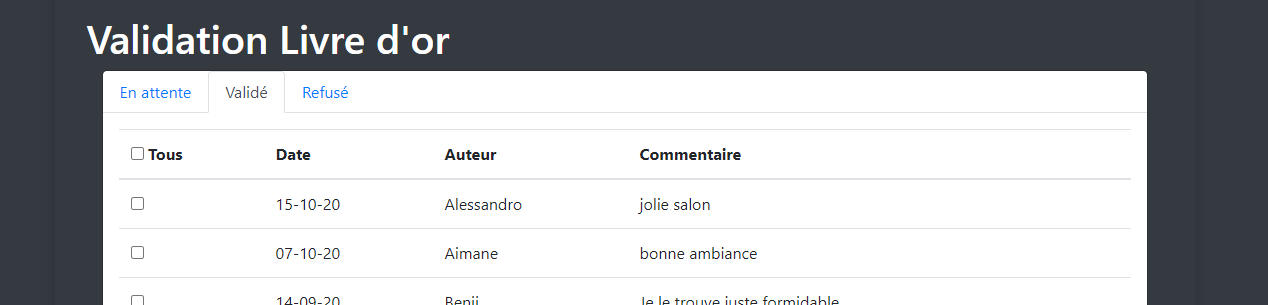 Validation Livre d'or
En attente Validé Refusé
Tous Date Auteur Commentaire
15-10-20 Alessandro jolie salon
07-10-20 Aimane bonne ambiance
14-09-20 Benji Je le trouve juste formidable